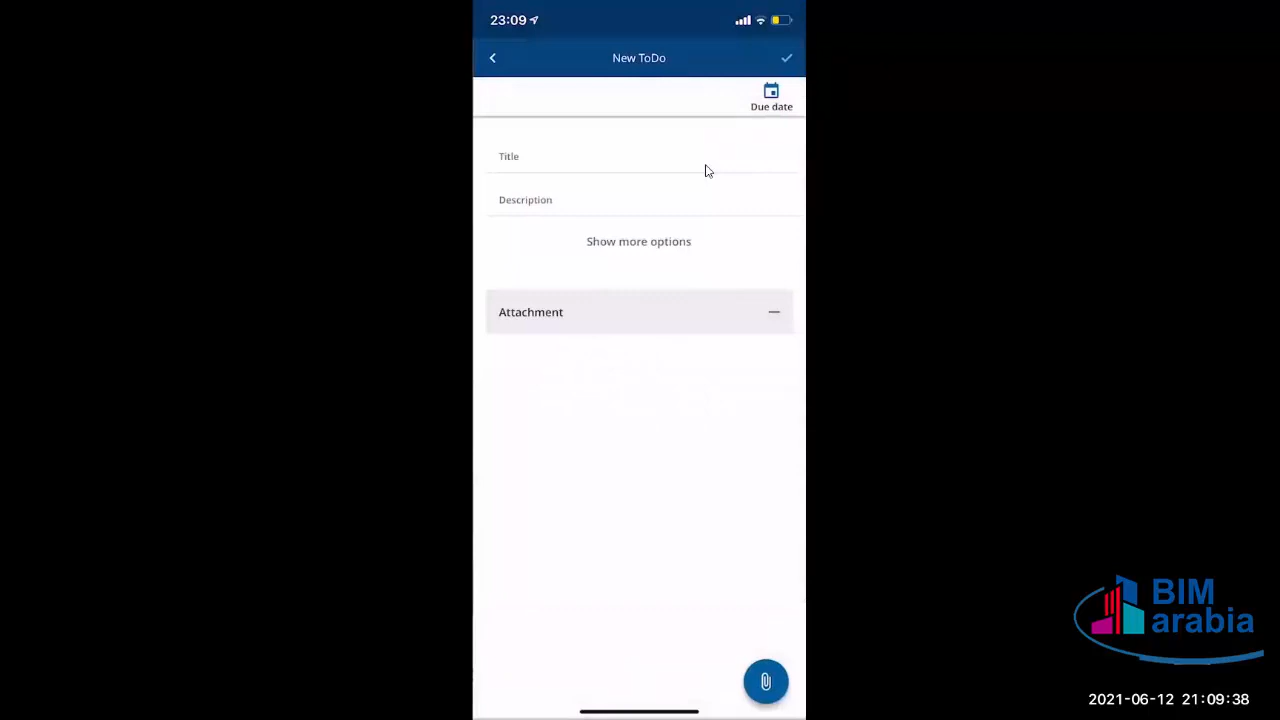 23:09
New ToDo
Due date
Title
Description
Show more options
Attachment
BIM
arabia
2021-06-12 21:09:38